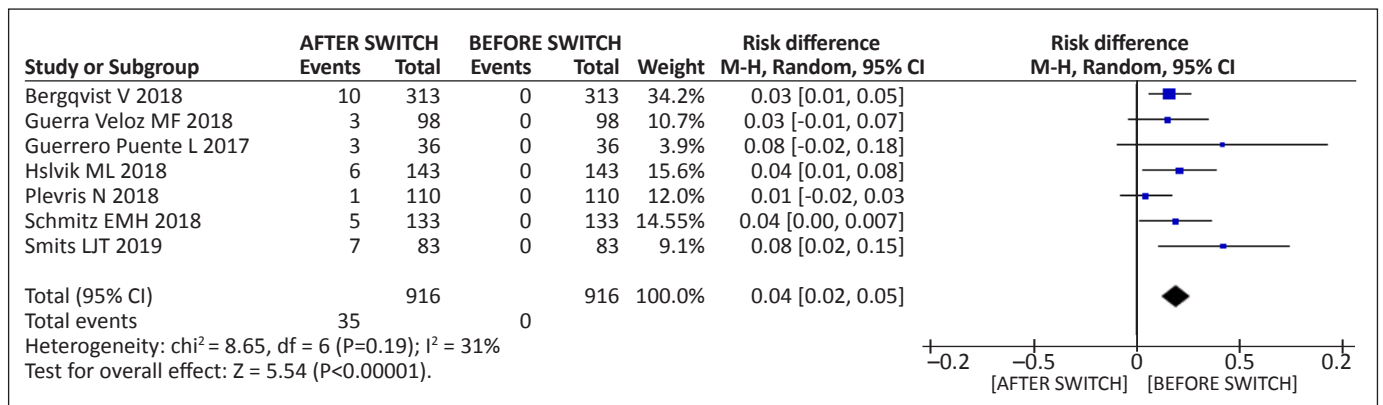 AFTER SWITCH BEFORE SWITCH Risk difference Risk difference
Study or Subgroup Events Total Events Total Weight M-H, Random, 95% CI M-H, Random, 95% CI
Bergqvist V 2018 10 313 0 313 34.2% 0.03 [0.01, 0.05]
Guerra Veloz MF 2018 3 98 0 98 10.7% 0.03 [-0.01, 0.07]
Guerrero Puente L 2017 3 36 0 36 3.9% 0.08 [-0.02, 0.18]
Hslvik ML 2018 6 143 0 143 15.6% 0.04 [0.01, 0.08]
Plevris N 2018 1 110 0 110 12.0% 0.01 [-0.02, 0.03
Schmitz EMH 2018 5 133 0 133 14.55% 0.04 [0.00, 0.007]
Smits LJT 2019 7 83 0 83 9.1% 0.08 [0.02, 0.15]
Total (95% CI) 916 916 100.0% 0.04 [0.02, 0.05]
Total events 35 0
Heterogeneity: chi² = 8.65, df = 6 (P=0.19); I² = 31%
Test for overall effect: Z = 5.54 (P<0.00001).
−0.2 −0.5 0 0.5 0.2
[AFTER SWITCH] [BEFORE SWITCH]